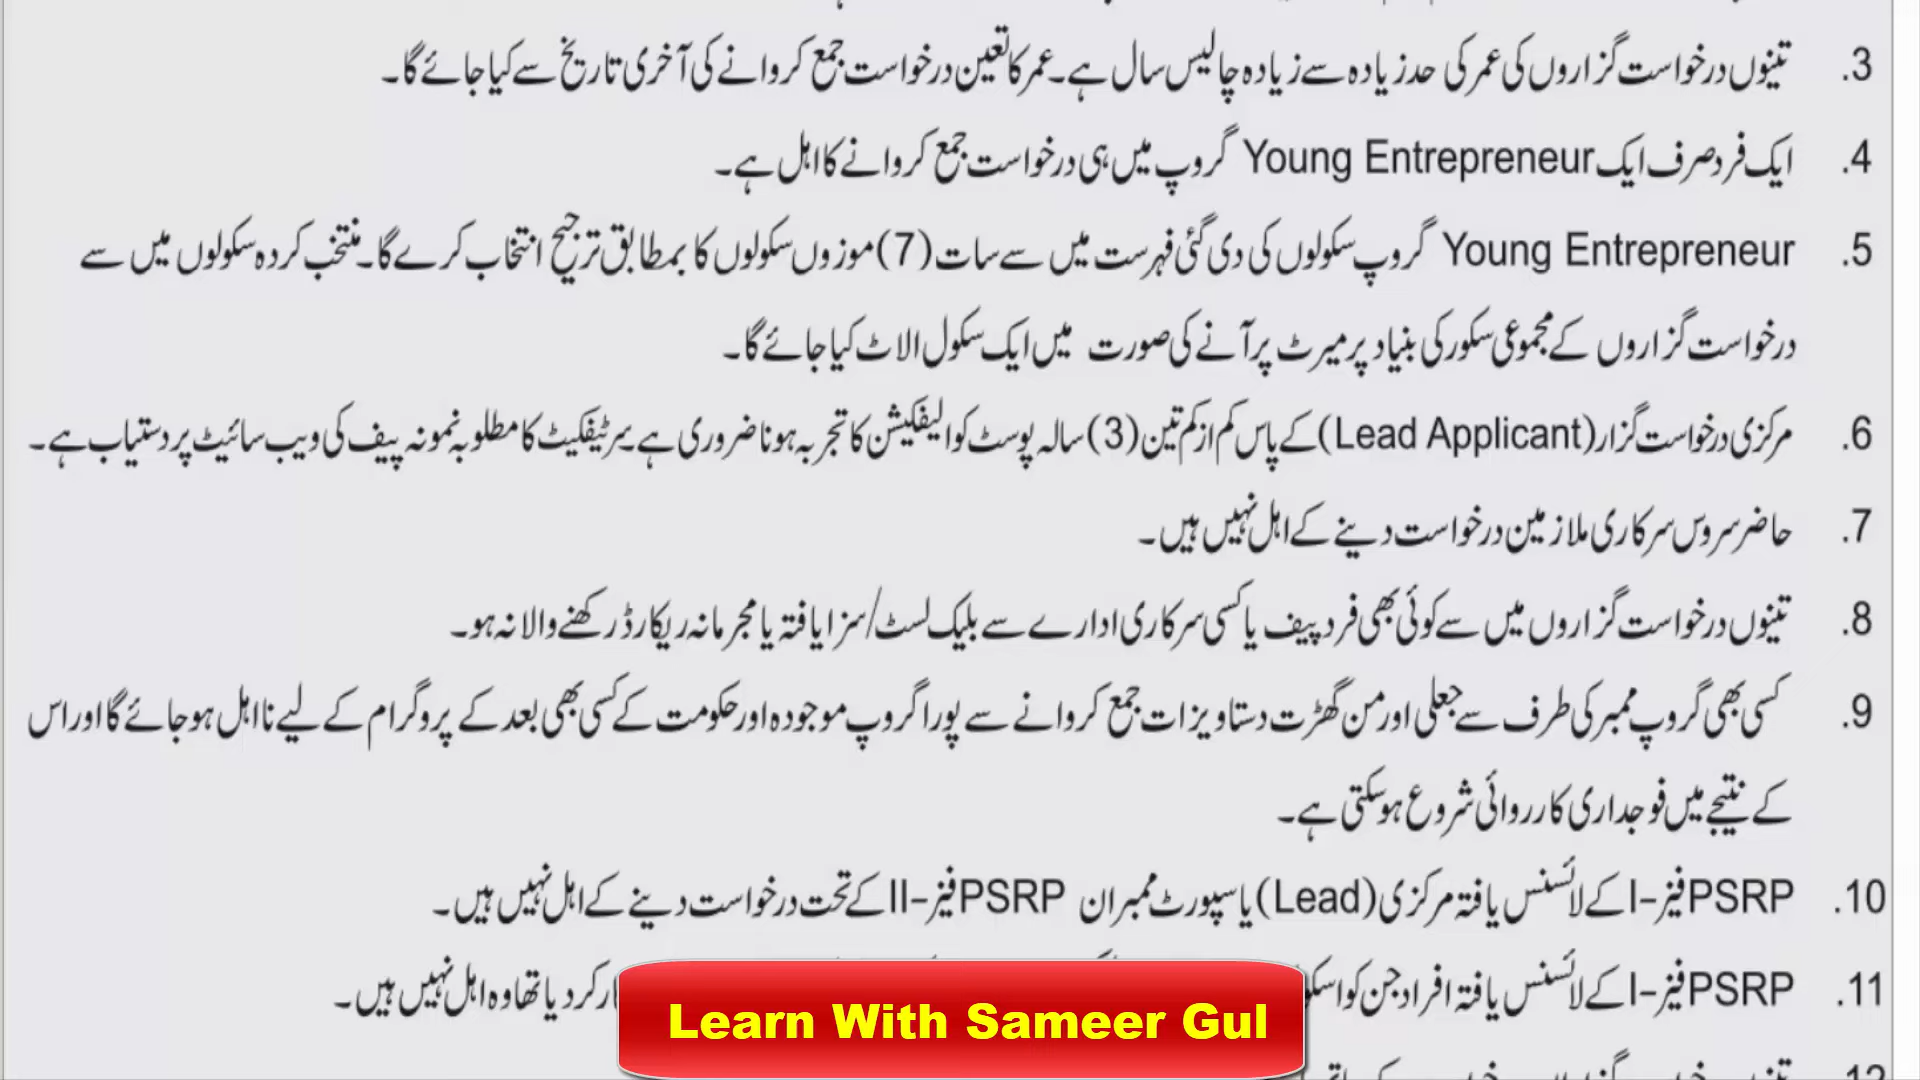 3. تینوں درخواست گزاروں کی عمر کی حد زیادہ سے زیادہ چالیس سال ہے۔ عمر کا تعین درخواست جمع کروانے کی آخری تاریخ سے کیا جائے گا۔
4. ایک فرد صرف ایک Young Entrepreneur گروپ میں ہی درخواست جمع کروانے کا اہل ہے۔
5. Young Entrepreneur گروپ سکولوں کی دی گئی فہرست میں سے سات (7) موزوں سکولوں کا بمطابق ترجیح انتخاب کرے گا۔ منتخب کردہ سکولوں میں سے
درخواست گزاروں کے مجموعی سکور کی بنیاد پر میرٹ پر آنے کی صورت میں ایک سکول الاٹ کیا جائے گا۔
6. مرکزی درخواست گزار (Lead Applicant) کے پاس کم از کم تین (3) سالہ پوسٹ کوالیفکیشن کا تجربہ ہونا ضروری ہے۔ سرٹیفکیٹ کا مطلوبہ نمونہ پیف کی ویب سائیٹ پر دستیاب ہے۔
7. حاضر سروس سرکاری ملازمین درخواست دینے کے اہل نہیں ہیں۔
8. تینوں درخواست گزاروں میں سے کوئی بھی فرد پیف یا کسی سرکاری ادارے سے بلیک لسٹ/سزا یافتہ یا مجرمانہ ریکارڈ رکھنے والا نہ ہو۔
9. کسی بھی گروپ ممبر کی طرف سے جعلی اور من گھڑت دستاویزات جمع کروانے سے پورا گروپ موجودہ اور حکومت کے کسی بھی بعد کے پروگرام کے لیے نااہل ہو جائے گا اور اس
کے نتیجے میں فوجداری کارروائی شروع ہو سکتی ہے۔
10. PSRP فیز-I کے لائسنس یافتہ مرکزی (Lead) یا سپورٹ ممبران PSRP فیز-II کے تحت درخواست دینے کے اہل نہیں ہیں۔
11. PSRP فیز-I کے لائسنس یافتہ افراد جن کو کر دیا تھا وہ اہل نہیں ہیں۔
Learn With Sameer Gul